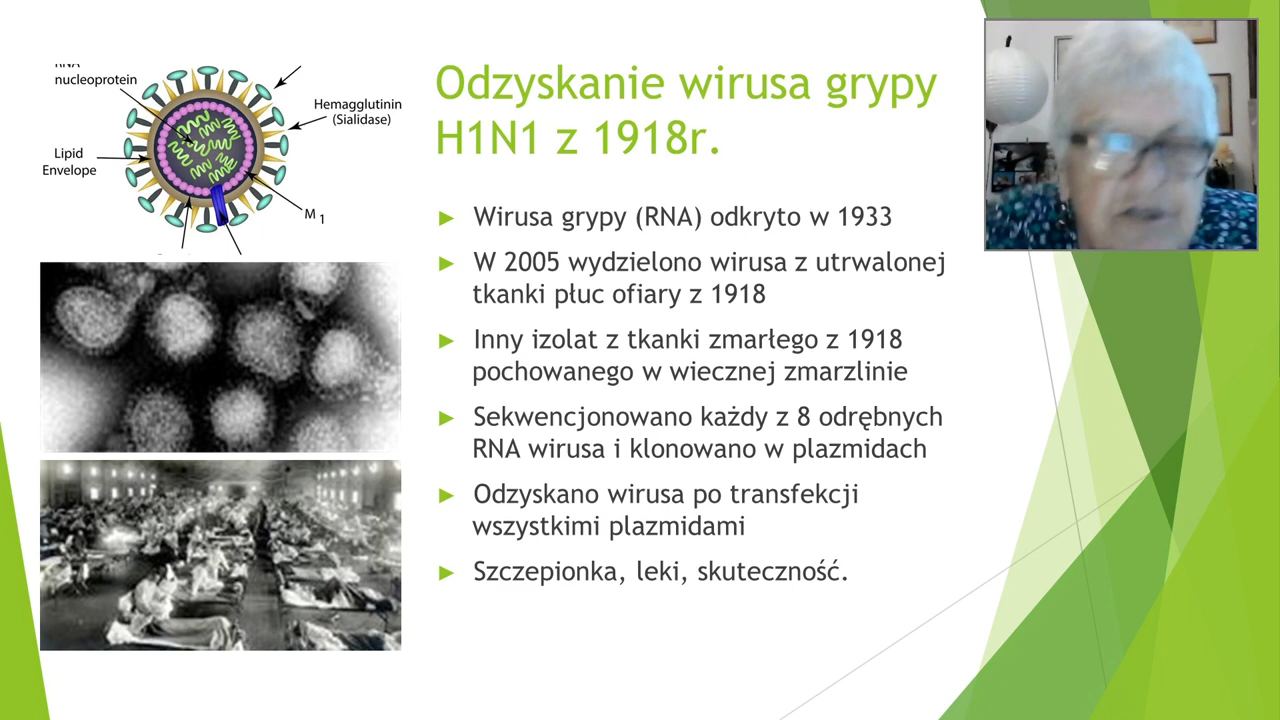 nucleoprotein
Hemagglutinin
(Sialidase)
Lipid
Envelope
M 1
Odzyskanie wirusa grypy
H1N1 z 1918r.
► Wirusa grypy (RNA) odkryto w 1933
► W 2005 wydzielono wirusa z utrwalonej
tkanki płuc ofiary z 1918
► Inny izolat z tkanki zmarłego z 1918
pochowanego w wiecznej zmarzlinie
► Sekwencjonowano każdy z 8 odrębnych
RNA wirusa i klonowano w plazmidach
► Odzyskano wirusa po transfekcji
wszystkimi plazmidami
► Szczepionka, leki, skuteczność.